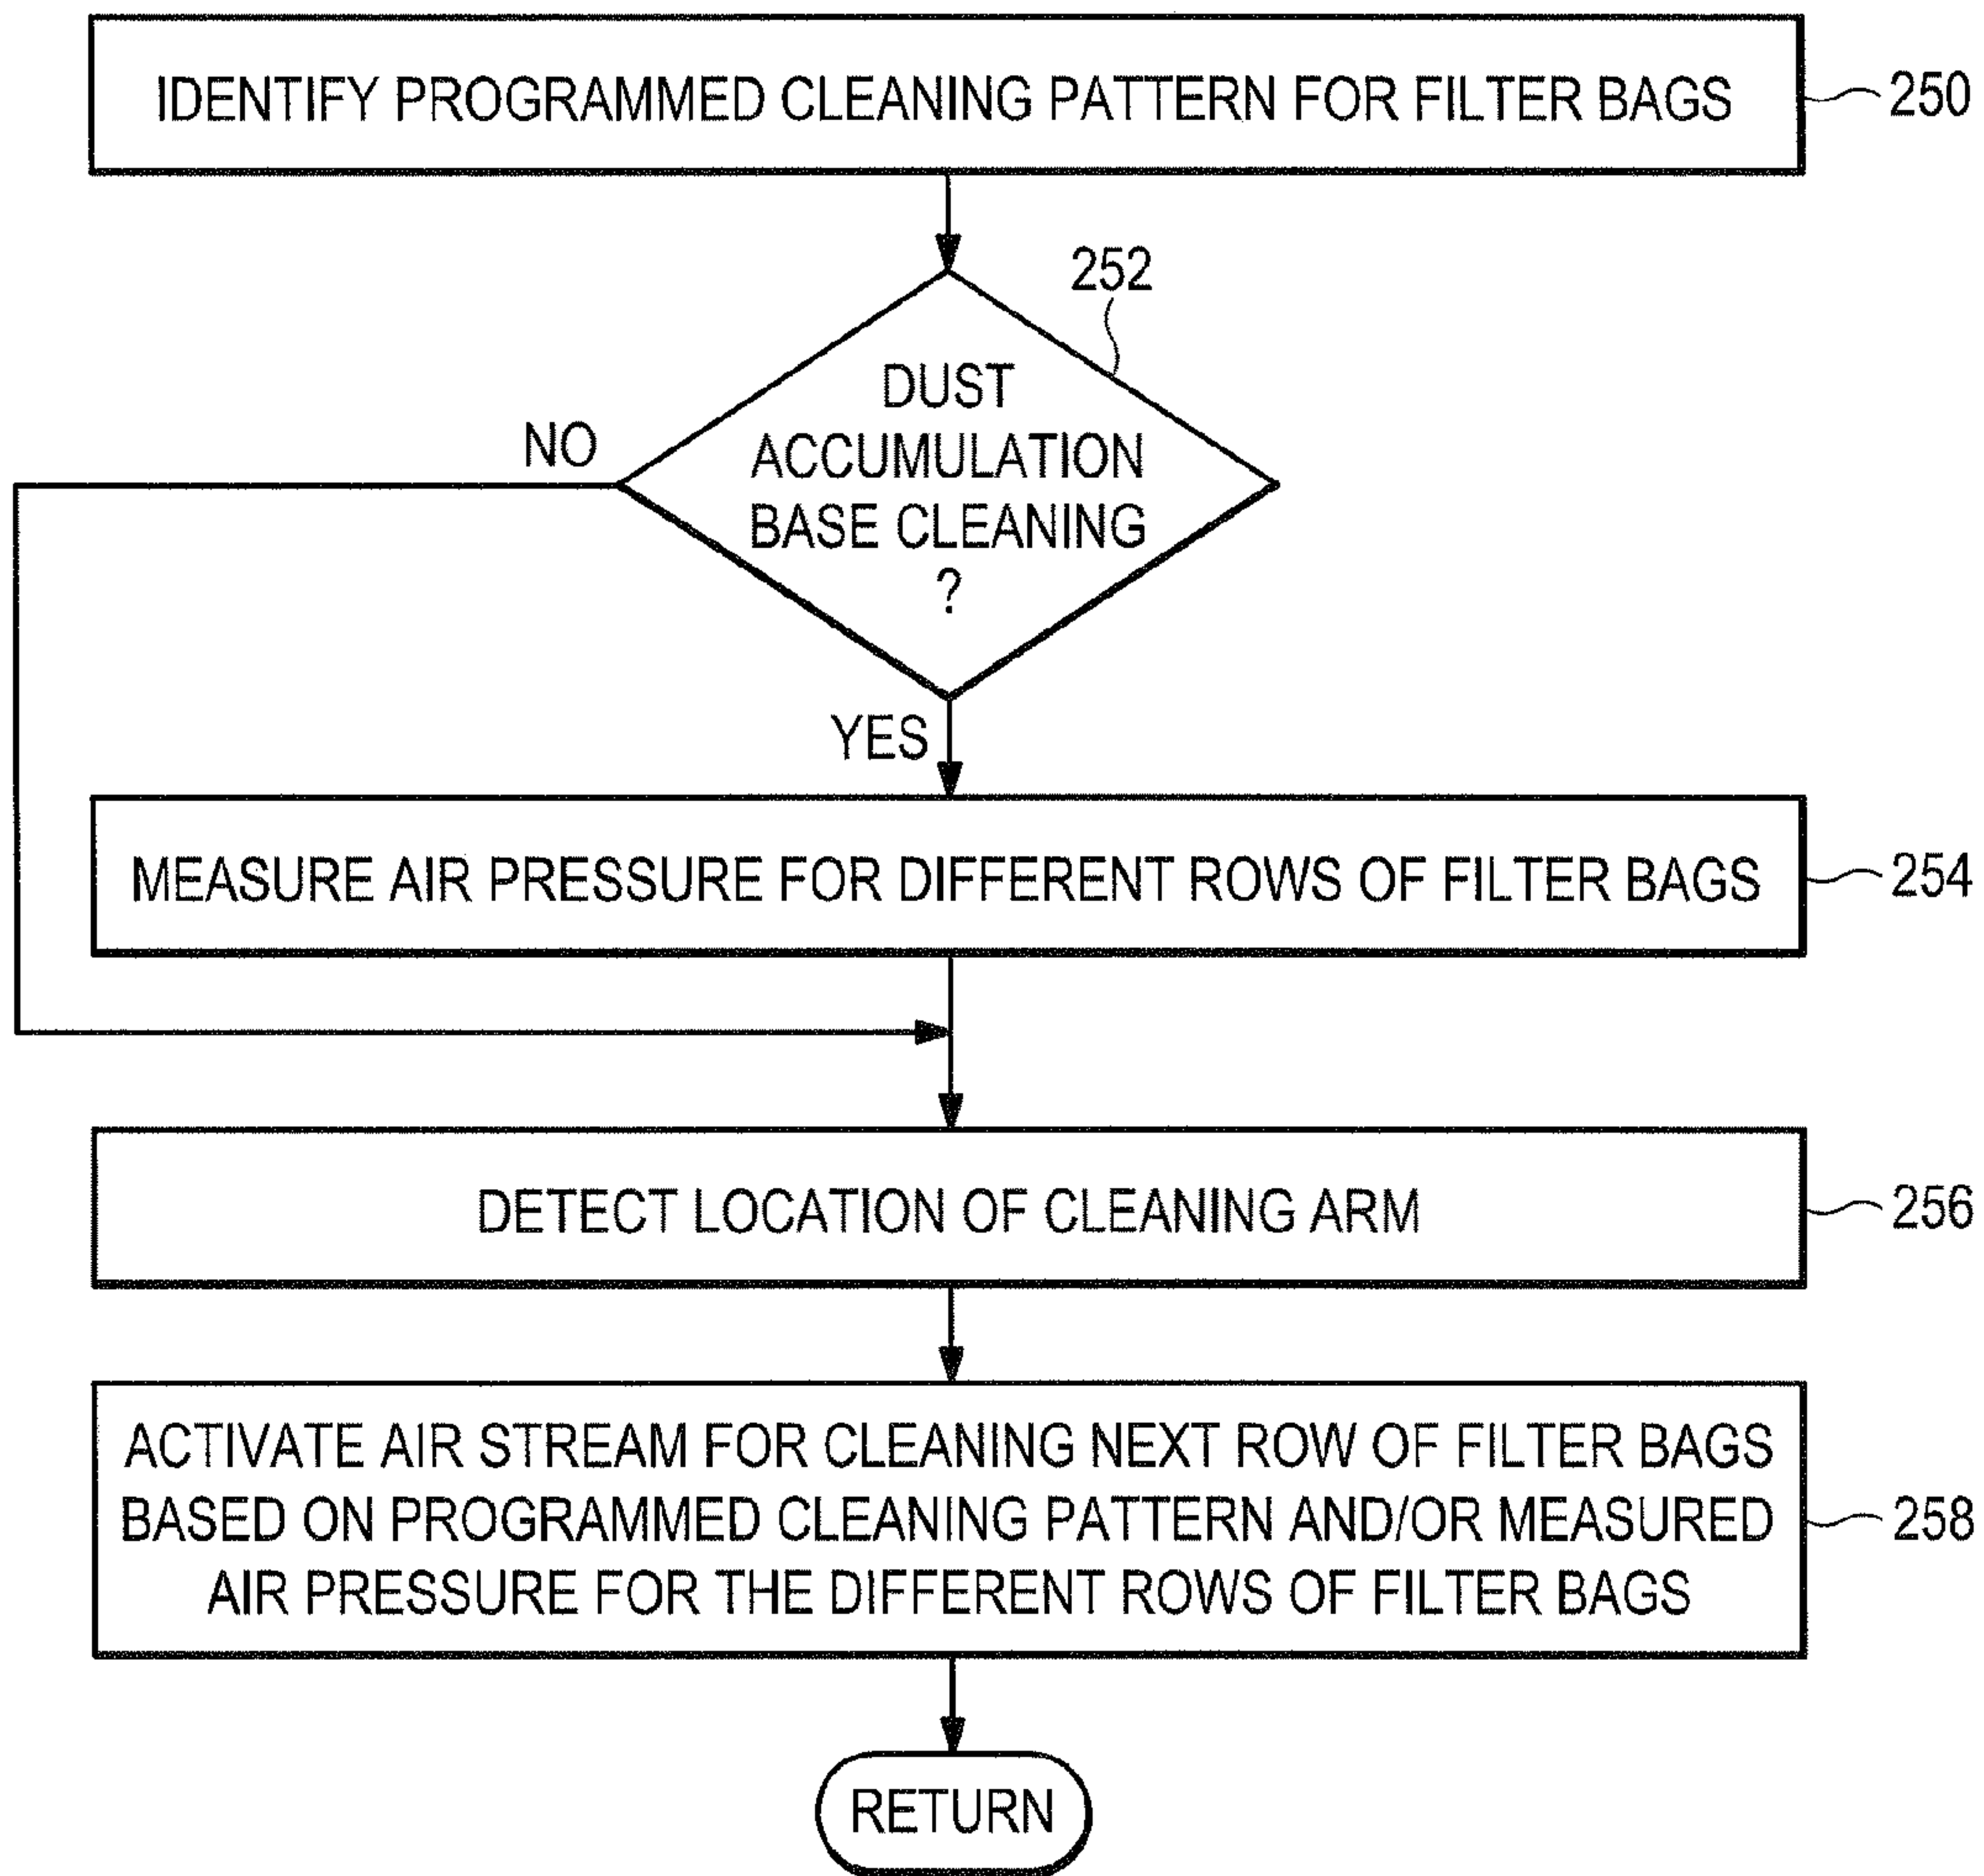 IDENTIFY PROGRAMMED CLEANING PATTERN FOR FILTER BAGS
250
252
DUST
ACCUMULATION
BASE CLEANING
?
NO
YES
MEASURE AIR PRESSURE FOR DIFFERENT ROWS OF FILTER BAGS
254
DETECT LOCATION OF CLEANING ARM
256
ACTIVATE AIR STREAM FOR CLEANING NEXT ROW OF FILTER BAGS
BASED ON PROGRAMMED CLEANING PATTERN AND/OR MEASURED
AIR PRESSURE FOR THE DIFFERENT ROWS OF FILTER BAGS
258
RETURN